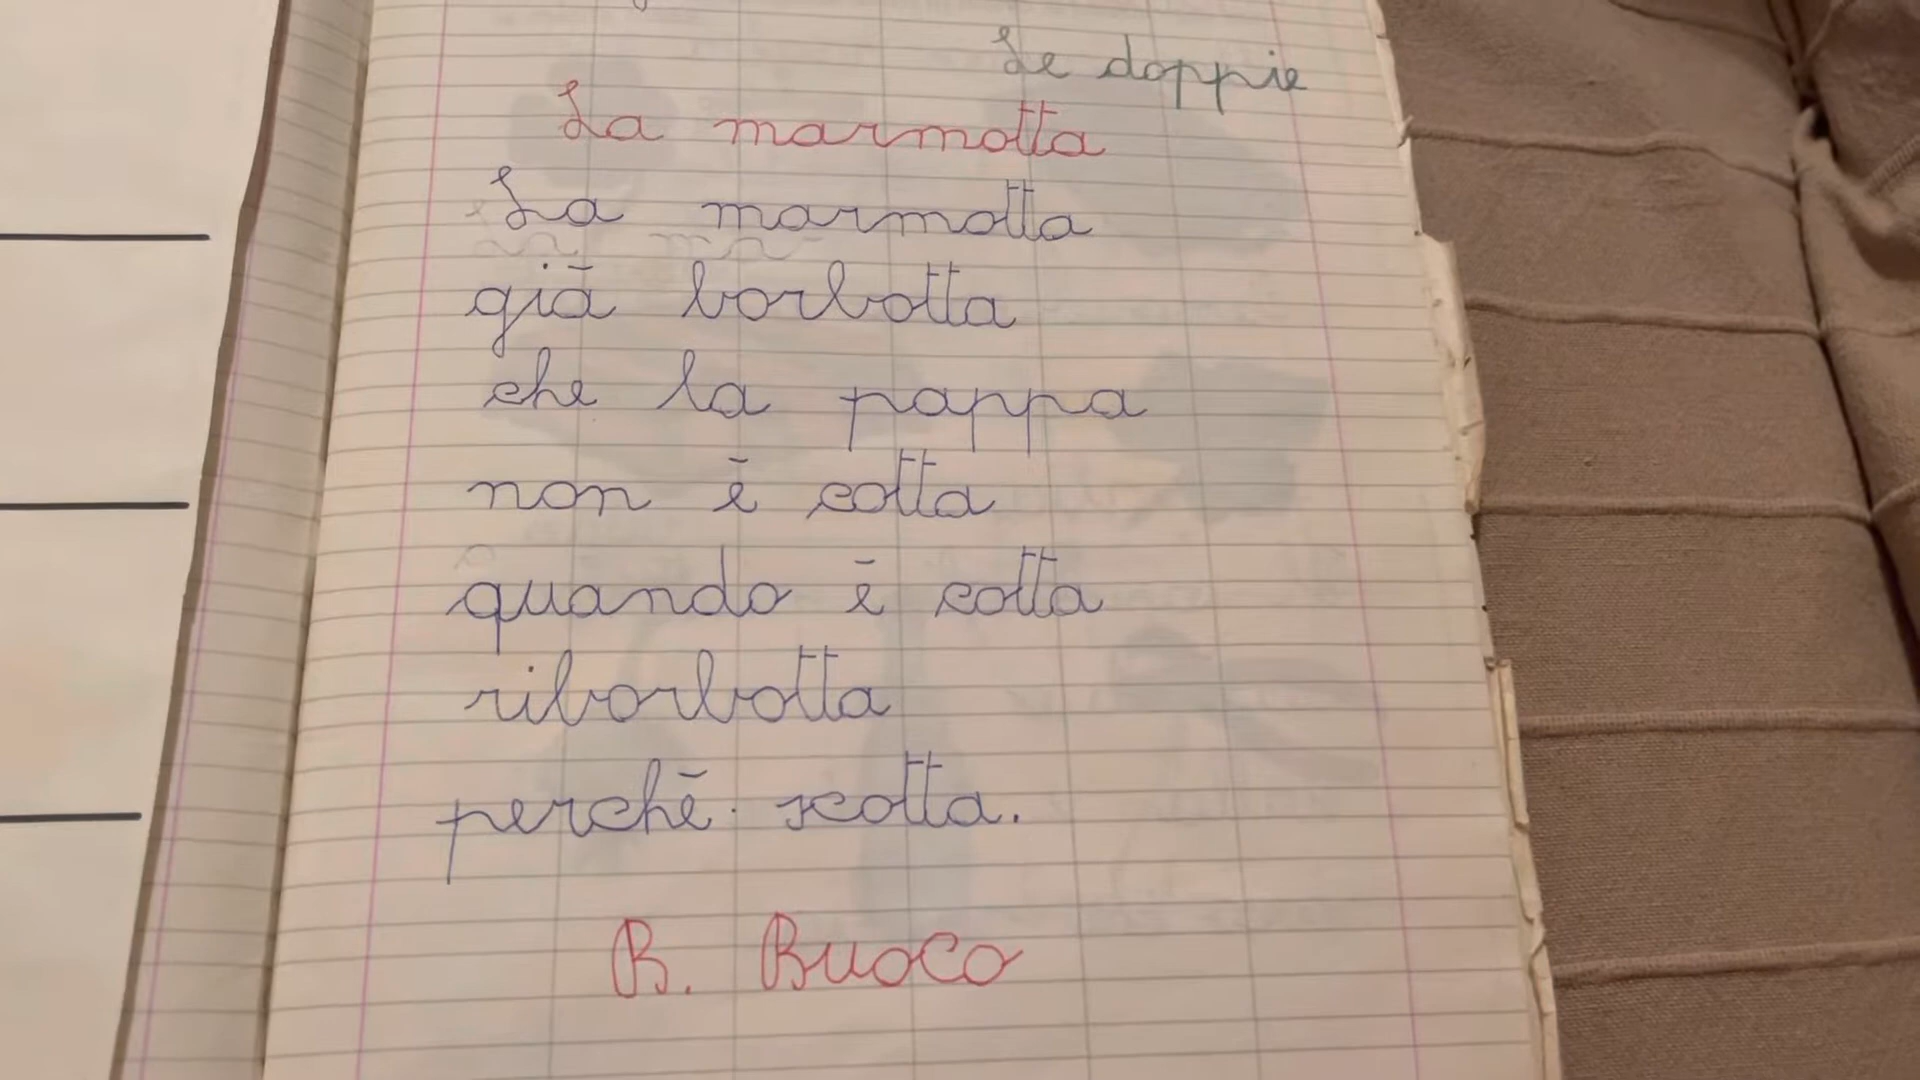 Le doppie
La marmotta
La marmotta
già borbotta
che la pappa
non è cotta
quando è cotta
riborbotta
perchè scotta.
B. Buoco